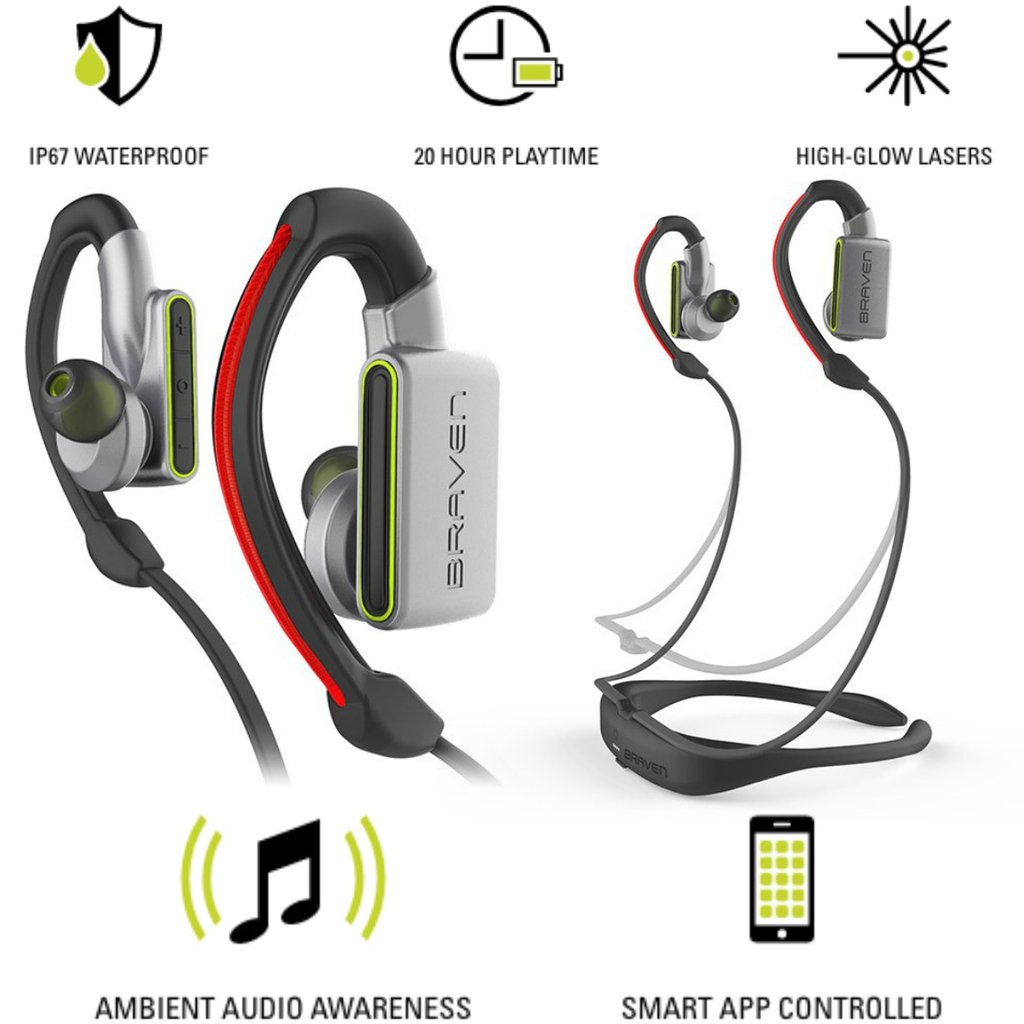 IP67 WATERPROOF
20 HOUR PLAYTIME
HIGH-GLOW LASERS
BRAVEN
BRAVEN
BRAVEN
AMBIENT AUDIO AWARENESS
SMART APP CONTROLLED